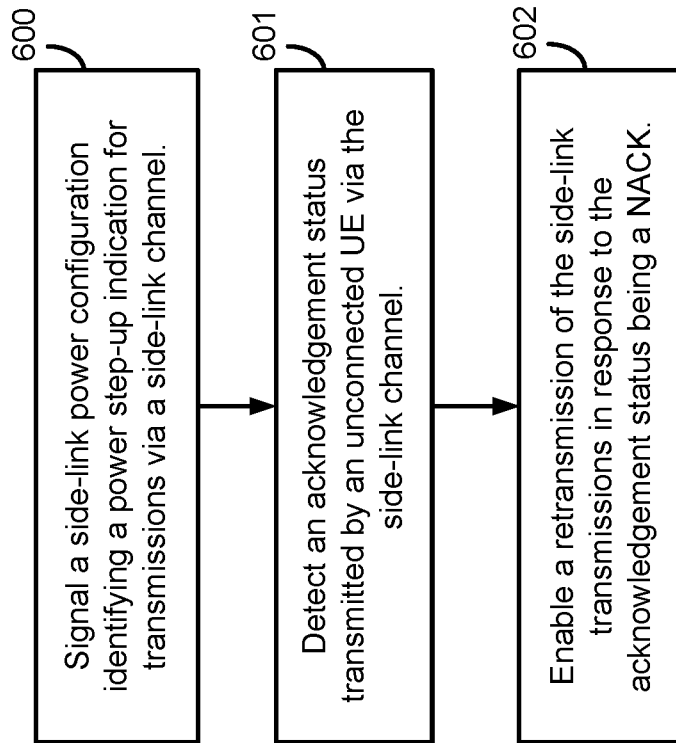 600
Signal a side-link power configuration
identifying a power step-up indication for
transmissions via a side-link channel.
601
Detect an acknowledgement status
transmitted by an unconnected UE via the
side-link channel.
602
Enable a retransmission of the side-link
transmissions in response to the
acknowledgement status being a NACK.